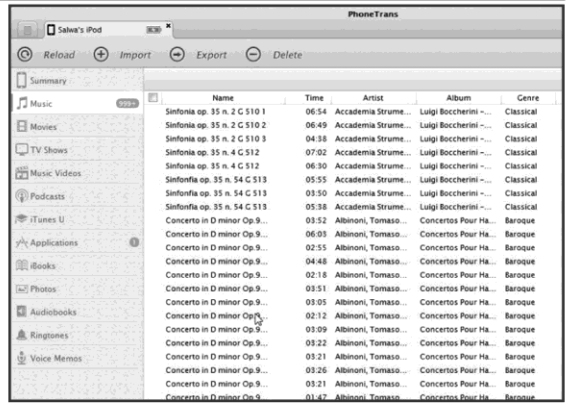 PhoneTrans
Salwa's iPod
Reload Import Export Delete
Summary
Music 999+
Movies
TV Shows
Music Videos
Podcasts
iTunes U
Applications
iBooks
Photos
Audiobooks
Ringtones
Voice Memos
Name Time Artist Album Genre
Sinfonia op. 35 n. 2 G 510 1 06:54 Accademia Strume... Luigi Boccherini -... Classical
Sinfonia op. 35 n. 2 G 510 2 06:49 Accademia Strume... Luigi Boccherini -... Classical
Sinfonia op. 35 n. 2 G 510 3 04:38 Accademia Strume... Luigi Boccherini -... Classical
Sinfonia op. 35 n. 4 G 512 07:02 Accademia Strume... Luigi Boccherini -... Classical
Sinfonia op. 35 n. 4 G 512 06:30 Accademia Strume... Luigi Boccherini -... Classical
Sinfonfia op. 35 n. 54 G 513 05:55 Accademia Strume... Luigi Boccherini -... Classical
Sinfonfia op. 35 n. 54 G 513 03:50 Accademia Strume... Luigi Boccherini -... Classical
Sinfonfia op. 35 n. 54 G 513 05:38 Accademia Strume... Luigi Boccherini -... Classical
Concerto in D minor Op.9... 03:52 Albinoni, Tomaso... Concertos Pour Ha... Baroque
Concerto in D minor Op.9... 06:03 Albinoni, Tomaso... Concertos Pour Ha... Baroque
Concerto in D minor Op.9... 02:55 Albinoni, Tomaso... Concertos Pour Ha... Baroque
Concerto in D minor Op.9... 04:48 Albinoni, Tomaso... Concertos Pour Ha... Baroque
Concerto in D minor Op.9... 02:18 Albinoni, Tomaso... Concertos Pour Ha... Baroque
Concerto in D minor Op.9... 03:51 Albinoni, Tomaso... Concertos Pour Ha... Baroque
Concerto in D minor Op.9... 03:05 Albinoni, Tomaso... Concertos Pour Ha... Baroque
Concerto in D minor Op.9... 02:12 Albinoni, Tomaso... Concertos Pour Ha... Baroque
Concerto in D minor Op.9... 03:09 Albinoni, Tomaso... Concertos Pour Ha... Baroque
Concerto in D minor Op.9... 03:22 Albinoni, Tomaso... Concertos Pour Ha... Baroque
Concerto in D minor Op.9... 03:21 Albinoni, Tomaso... Concertos Pour Ha... Baroque
Concerto in D minor Op.9... 03:26 Albinoni, Tomaso... Concertos Pour Ha... Baroque
Concerto in D minor Op.9... 03:21 Albinoni, Tomaso... Concertos Pour Ha... Baroque
Concerto in D minor Op.9... 01:47 Albinoni, Tomaso... Concertos Pour Ha... Baroque